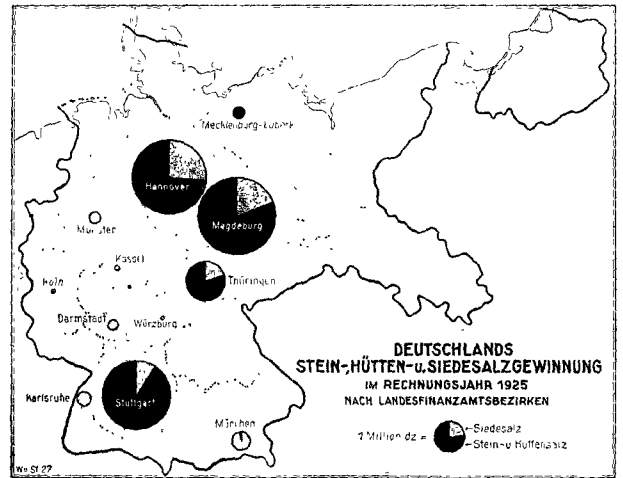 Mecklenburg-Lübeck
Hannover
Magdeburg
Münster
Kassel
Köln
Thüringen
Darmstadt
Würzburg
Karlsruhe
Stuttgart
München
DEUTSCHLANDS
STEIN-, HÜTTEN- u. SIEDESALZGEWINNUNG
IM RECHNUNGSJAHR 1925
NACH LANDESFINANZAMTSBEZIRKEN
1 Million dz =
Siedesalz
Stein- u Hüttensalz
Wu St 27